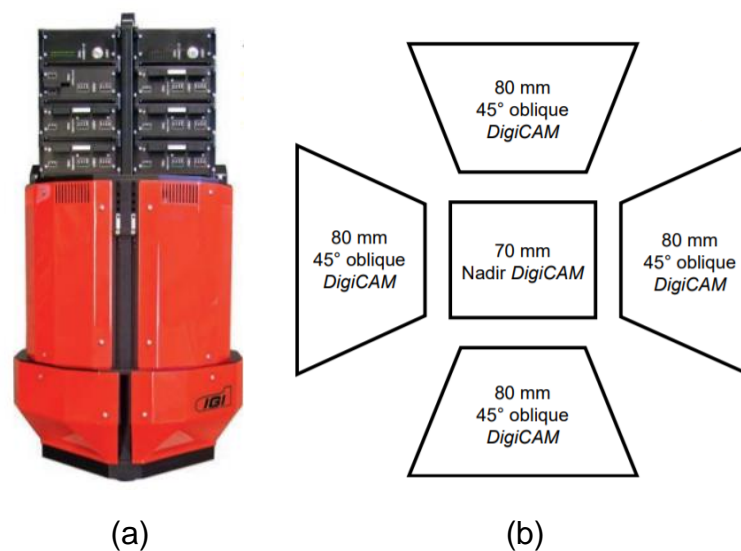 80 mm
45° oblique
DigiCAM
80 mm
45° oblique
DigiCAM
70 mm
Nadir DigiCAM
80 mm
45° oblique
DigiCAM
80 mm
45° oblique
DigiCAM
IGI
(a)
(b)